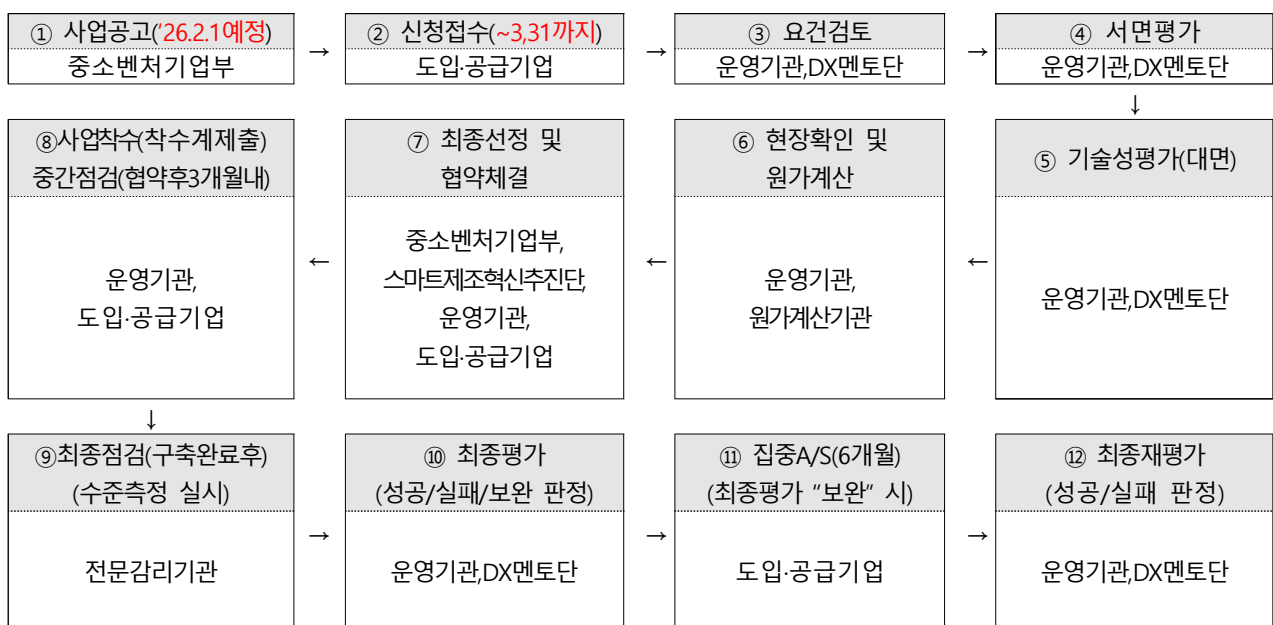 ① 사업공고('26.2.1예정)
중소벤처기업부
→
② 신청접수(~3,31까지)
도입·공급기업
→
③ 요건검토
운영기관,DX멘토단
→
④ 서면평가
운영기관,DX멘토단
↓
⑤ 기술성평가(대면)
운영기관,DX멘토단
←
⑥ 현장확인 및
원가계산
운영기관,
원가계산기관
←
⑦ 최종선정 및
협약체결
중소벤처기업부,
스마트제조혁신추진단,
운영기관,
도입·공급기업
←
⑧사업착수(착수계제출)
중간점검(협약후3개월내)
운영기관,
도입·공급기업
↓
⑨최종점검(구축완료후)
(수준측정 실시)
전문감리기관
→
⑩ 최종평가
(성공/실패/보완 판정)
운영기관,DX멘토단
→
⑪ 집중A/S(6개월)
(최종평가 “보완” 시)
도입·공급기업
→
⑫ 최종재평가
(성공/실패 판정)
운영기관,DX멘토단